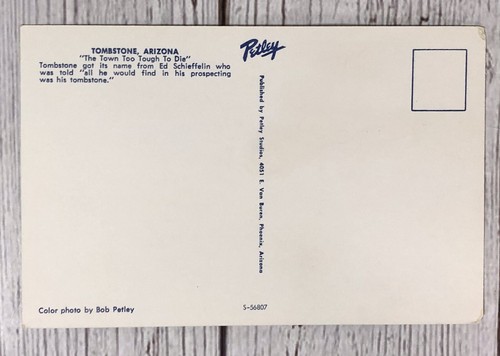 TOMBSTONE, ARIZONA
"The Town Too Tough To Die"
Tombstone got its name from Ed Schieffelin who
was told "all he would find in his prospecting
was his tombstone."
Petley
Published by Petley Studios, 4051 E. Van Buren, Phoenix, Arizona
Color photo by Bob Petley
S-56807